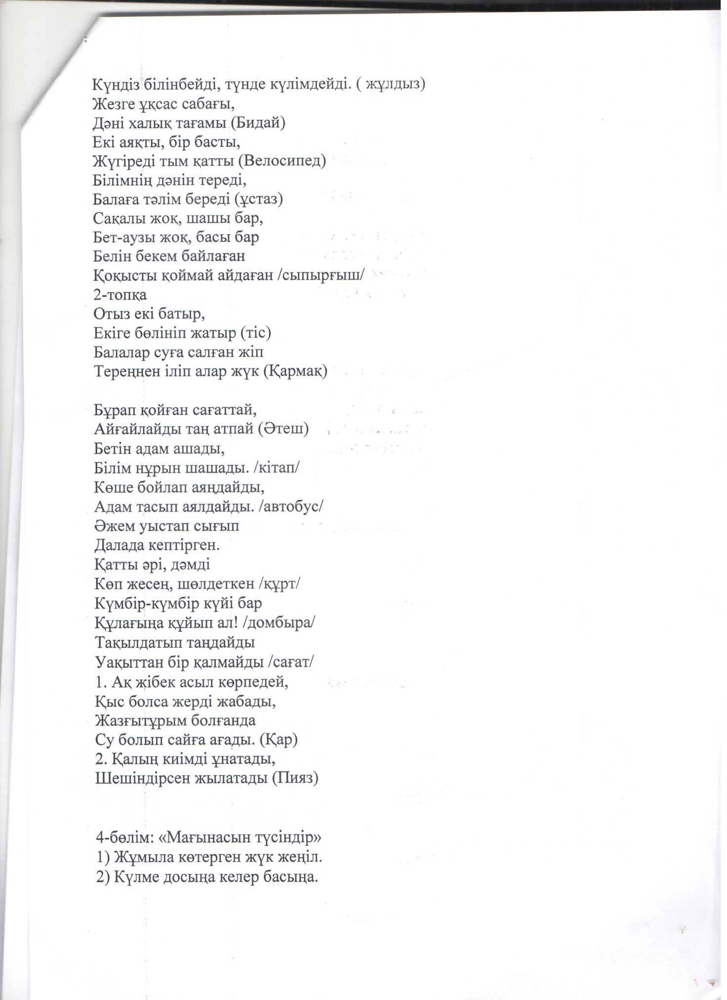 Күндіз білінбейді, түнде күлімдейді. ( жұлдыз)
Жезге ұқсас сабағы,
Дәні халық тағамы (Бидай)
Екі аяқты, бір басты,
Жүгіреді тым қатты (Велосипед)
Білімнің дәнін тереді,
Балаға тәлім береді (ұстаз)
Сақалы жоқ, шашы бар,
Бет-аузы жоқ, басы бар
Белін бекем байлаған
Қоқысты қоймай айдаған /сыпырғыш/
2-топқа
Отыз екі батыр,
Екіге бөлініп жатыр (тіс)
Балалар суға салған жіп
Тереңнен іліп алар жүк (Қармақ)
Бұрап қойған сағаттай,
Айғайлайды таң атпай (Әтеш)
Бетін адам ашады,
Білім нұрын шашады. /кітап/
Көше бойлап аяңдайды,
Адам тасып аялдайды. /автобус/
Әжем уыстап сығып
Далада кептірген.
Қатты әрі, дәмді
Көп жесең, шөлдеткен /құрт/
Күмбір-күмбір күйі бар
Құлағыңа құйып ал! /домбыра/
Тақылдатып таңдайды
Уақыттан бір қалмайды /сағат/
1. Ақ жібек асыл көрпедей,
Қыс болса жерді жабады,
Жазғытұрым болғанда
Су болып сайға ағады. (Қар)
2. Қалың киімді ұнатады,
Шешіндірсен жылатады (Пияз)
4-бөлім: «Мағынасын түсіндір»
1) Жұмыла көтерген жүк жеңіл.
2) Күлме досыңа келер басыңа.